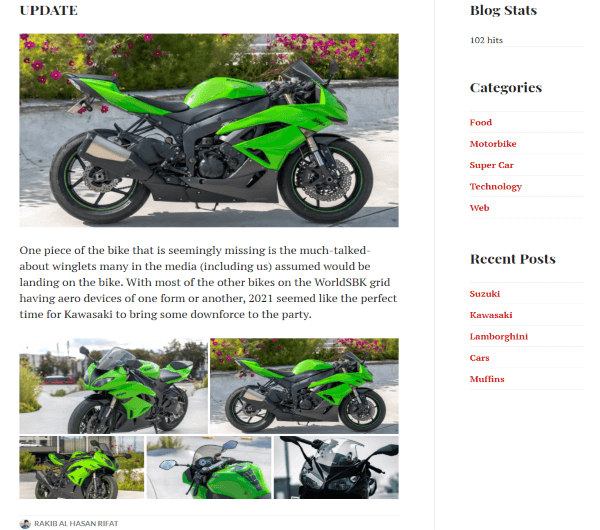 UPDATE
One piece of the bike that is seemingly missing is the much-talked-
about winglets many in the media (including us) assumed would be
landing on the bike. With most of the other bikes on the WorldSBK grid
having aero devices of one form or another, 2021 seemed like the perfect
time for Kawasaki to bring some downforce to the party.
RAKIB AL HASAN RIFAT
Blog Stats
102 hits
Categories
Food
Motorbike
Super Car
Technology
Web
Recent Posts
Suzuki
Kawasaki
Lamborghini
Cars
Muffins